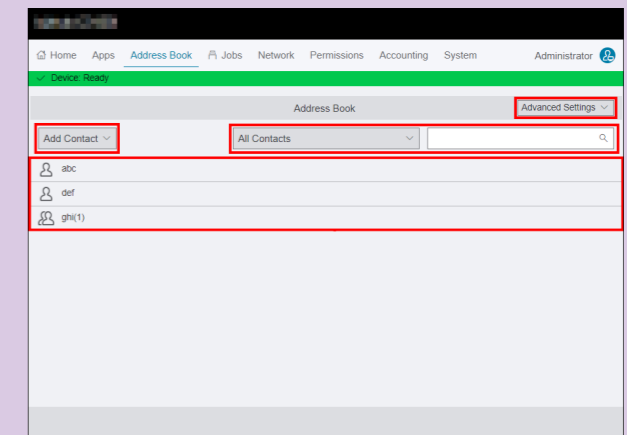 Home Apps Address Book Jobs Network Permissions Accounting System Administrator
Device: Ready
Address Book Advanced Settings
Add Contact All Contacts
abc
def
ghi(1)